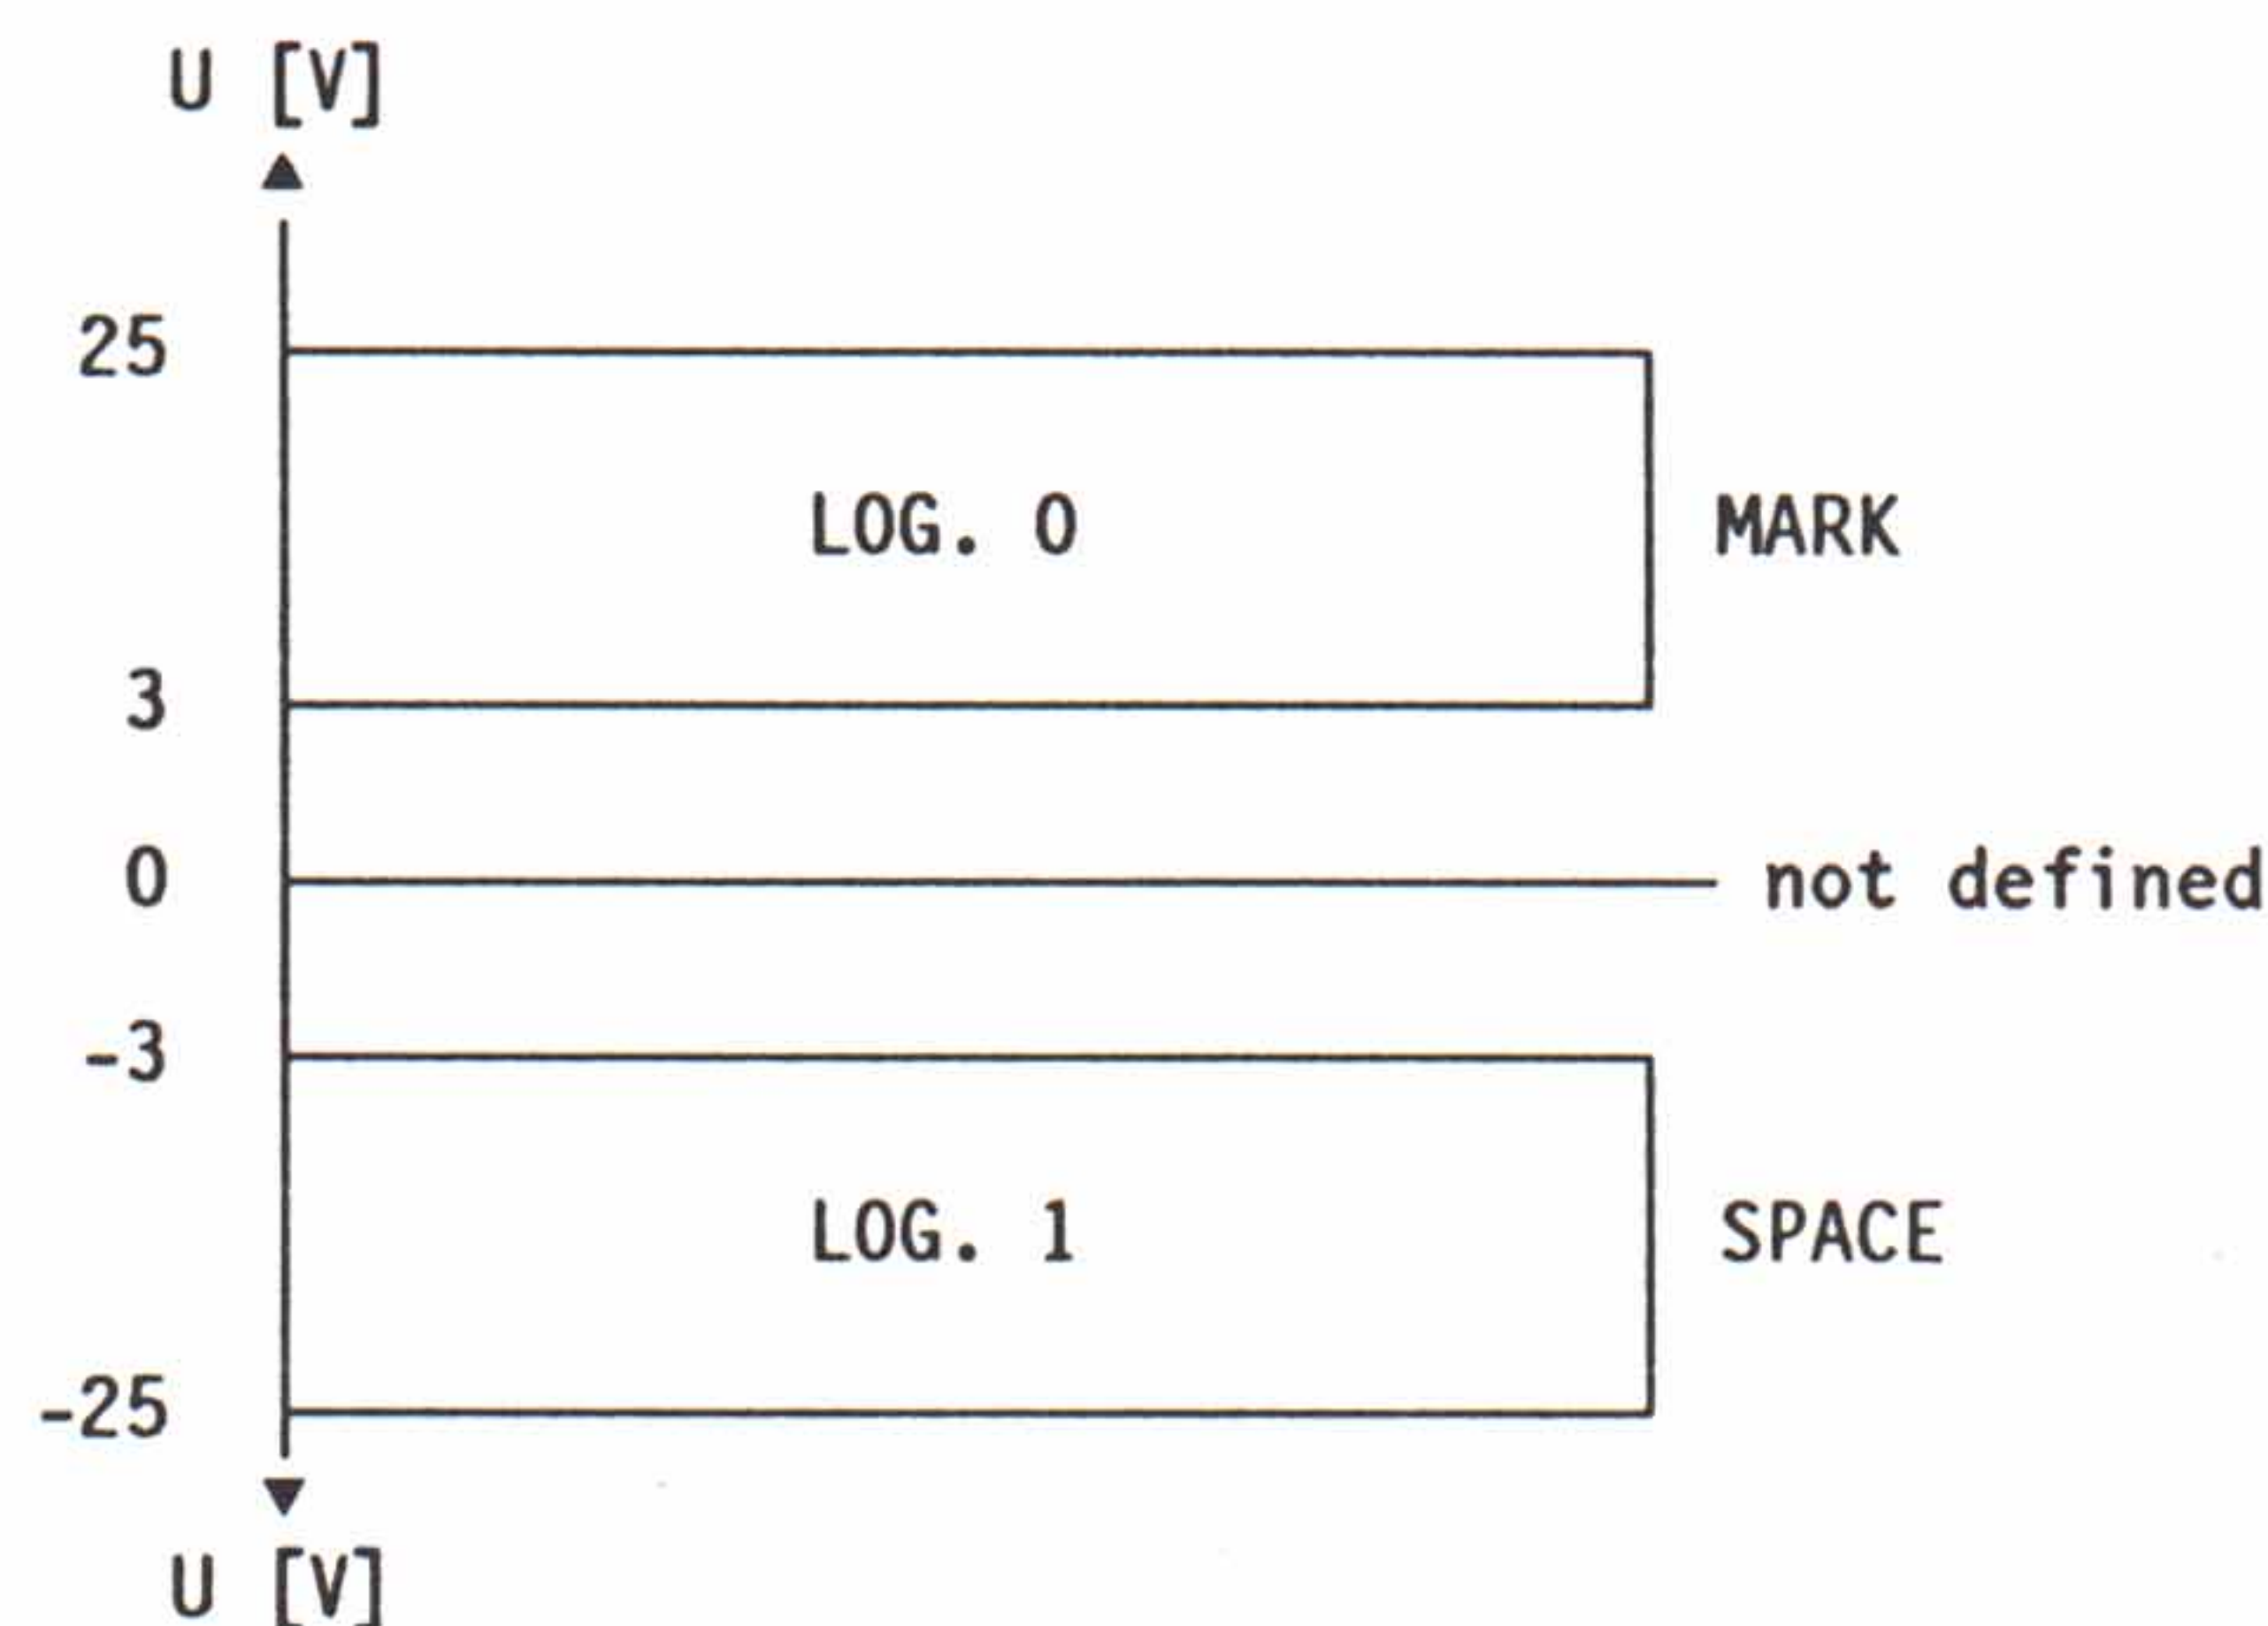 U [V]
25
LOG. 0 MARK
3
0 not defined
-3
LOG. 1 SPACE
-25
U [V]